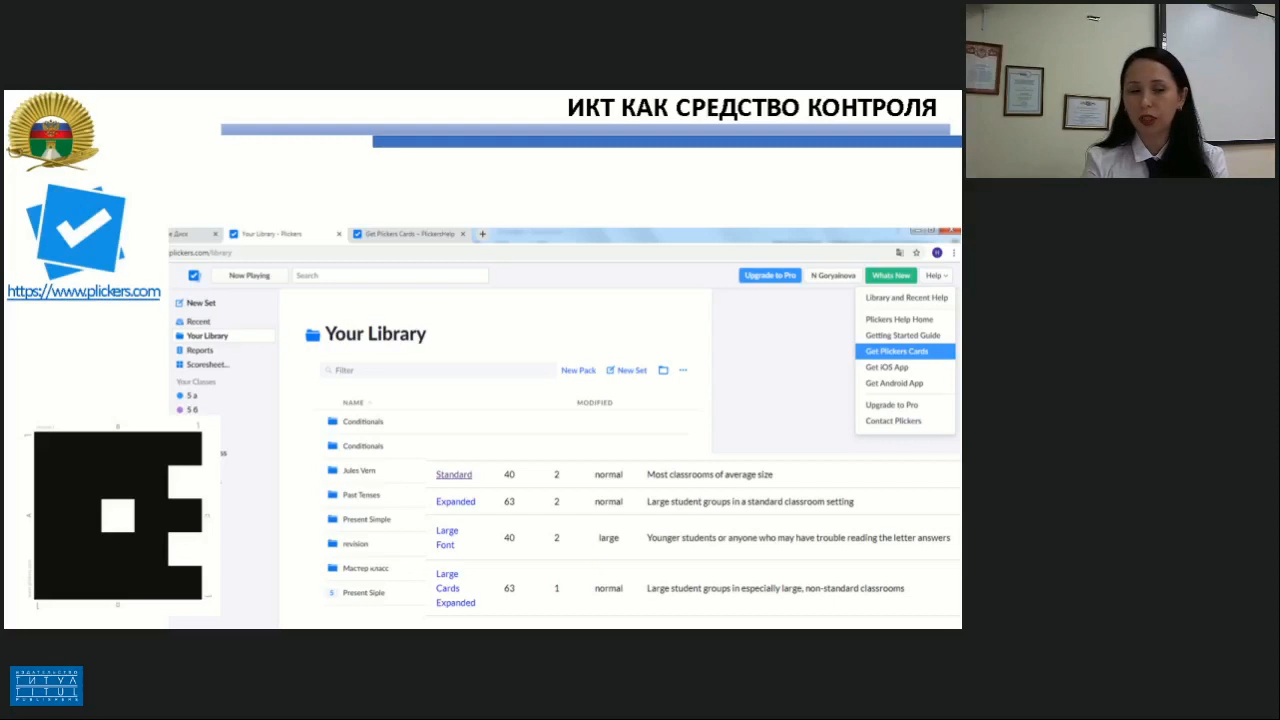 ИКТ КАК СРЕДСТВО КОНТРОЛЯ
https://www.plickers.com
е Диск
Your Library - Plickers
Get Plickers Cards – PlickersHelp
plickers.com/library
Now Playing
Search
Upgrade to Pro
N Goryainova
Whats New
Help
New Set
Recent
Your Library
Reports
Scoresheet...
Your Classes
5 а
5 б
ss
Your Library
Filter
New Pack
New Set
NAME
MODIFIED
Conditionals
Conditionals
Jules Vern
Past Tenses
Present Simple
revision
Мастер класс
S Present Siple
Library and Recent Help
Plickers Help Home
Getting Started Guide
Get Plickers Cards
Get iOS App
Get Android App
Upgrade to Pro
Contact Plickers
Standard 40 2 normal Most classrooms of average size
Expanded 63 2 normal Large student groups in a standard classroom setting
Large
Font 40 2 large Younger students or anyone who may have trouble reading the letter answers
Large
Cards 63 1 normal Large student groups in especially large, non-standard classrooms
Expanded
ИЗДАТЕЛЬСТВО
ТИТУЛ
TITUL
PUBLISHERS